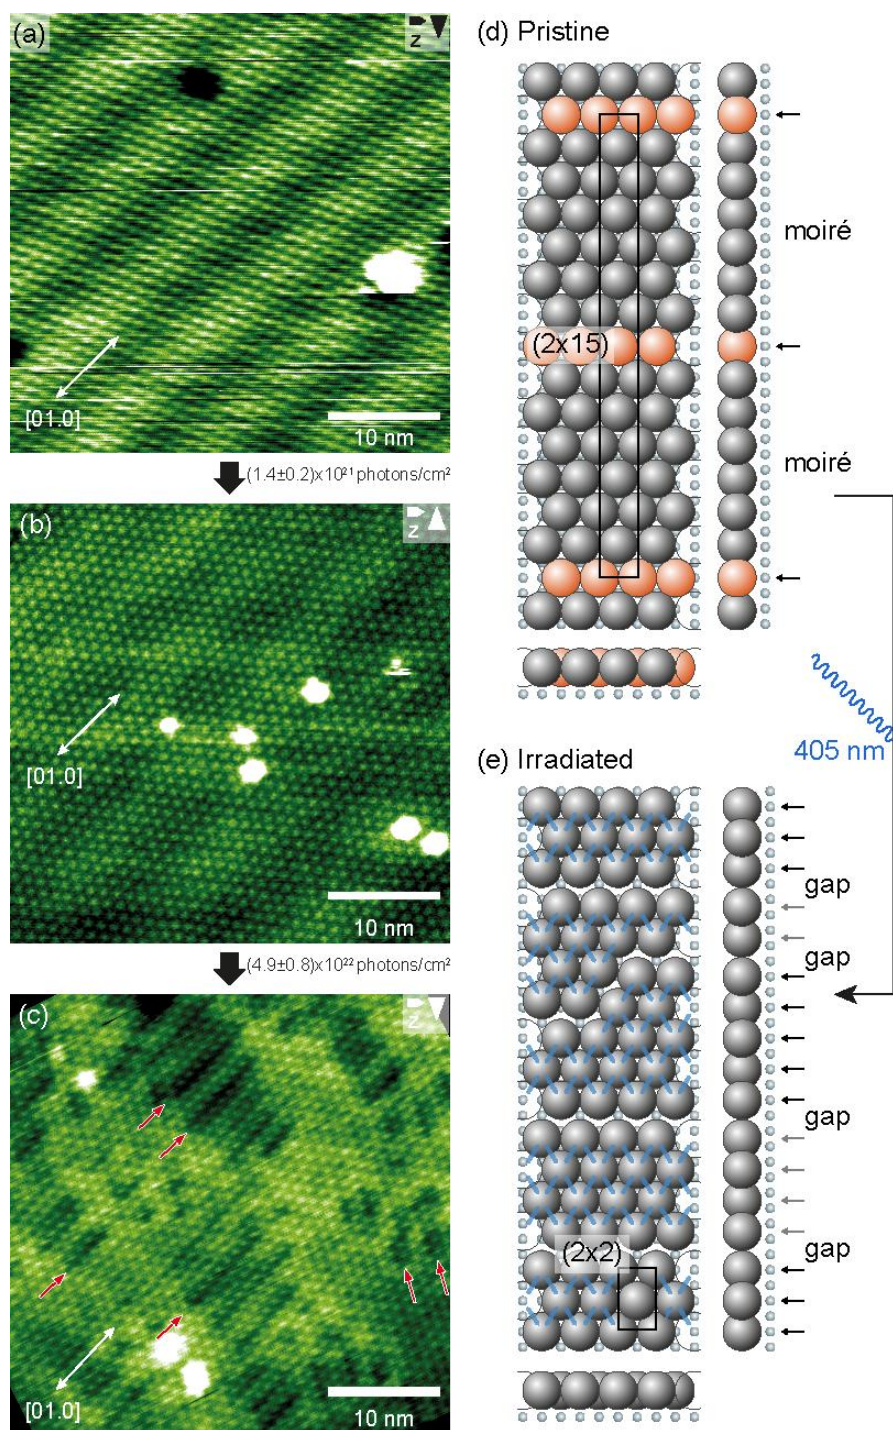 (a)
z
[01.0]
10 nm
(1.4±0.2)x10²¹ photons/cm²
(b)
z
[01.0]
10 nm
(4.9±0.8)x10²² photons/cm²
(c)
z
[01.0]
10 nm
(d) Pristine
moiré
(2x15)
moiré
405 nm
(e) Irradiated
gap
gap
gap
(2x2)
gap